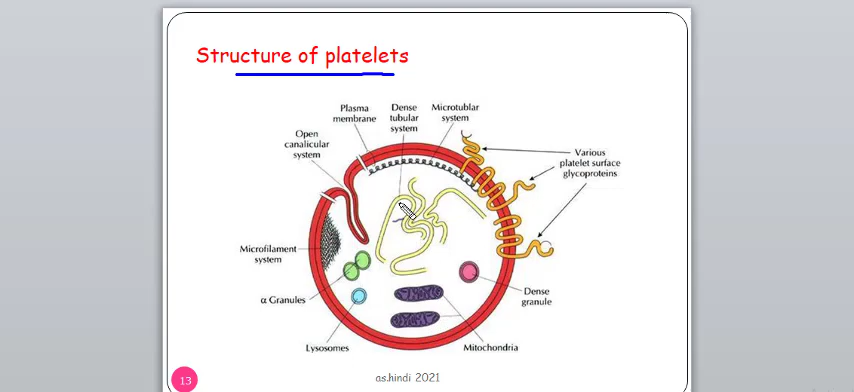 Structure of platelets
Plasma
membrane
Dense
tubular
system
Microtublar
system
Open
canalicular
system
Various
platelet surface
glycoproteins
Microfilament
system
α Granules
Dense
granule
Lysosomes
Mitochondria
13
as.hindi 2021